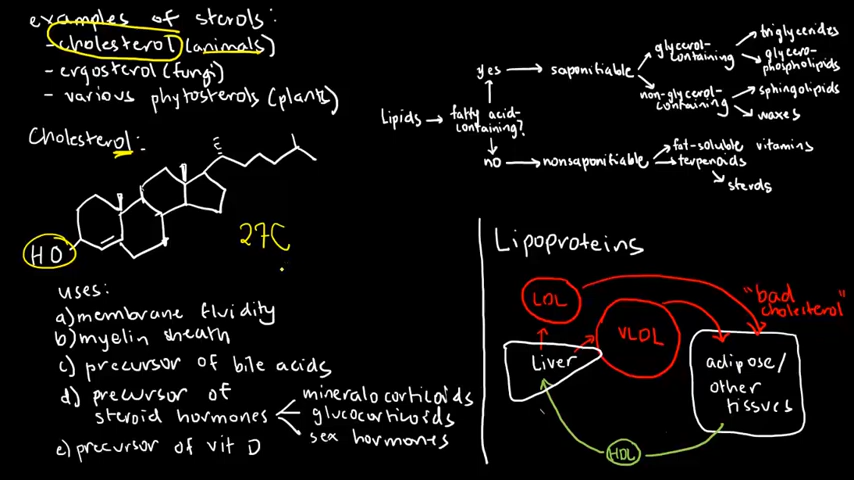 examples of sterols:
- cholesterol (animals)
- ergosterol (fungi)
- various phytosterols (plants)
Cholesterol:
HO
27C
uses:
a) membrane fluidity
b) myelin sheath
c) precursor of bile acids
d) precursor of
steroid hormones
mineralocorticoids
glucocorticoids
sex hormones
e) precursor of vit D
Lipids
fatty acid-
containing?
yes
no
saponifiable
nonsaponifiable
glycerol-
containing
non-glycerol-
containing
triglycerides
glycero-
phospholipids
sphingolipids
waxes
fat-soluble vitamins
terpenoids
sterols
Lipoproteins
LDL
VLDL
Liver
"bad
cholesterol"
adipose/
other
tissues
HDL